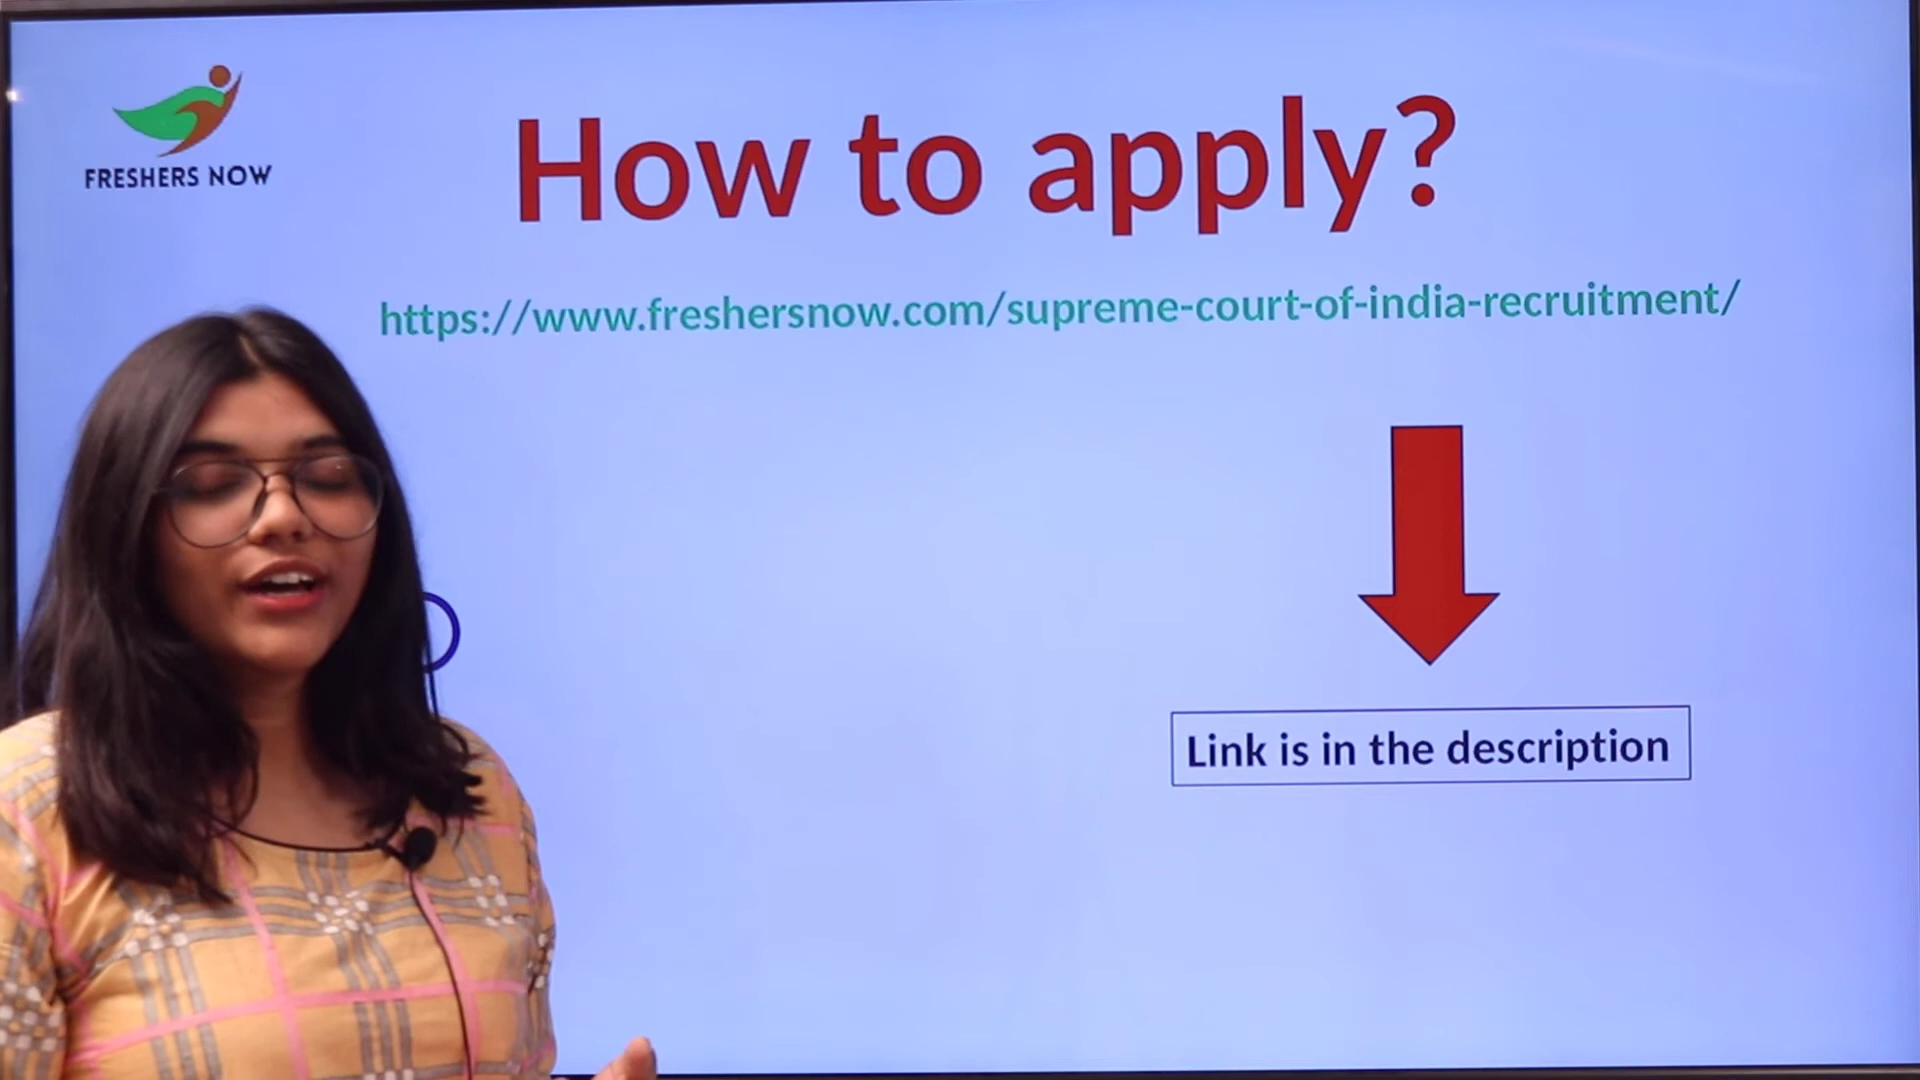 FRESHERS NOW
How to apply?
https://www.freshersnow.com/supreme-court-of-india-recruitment/
Link is in the description